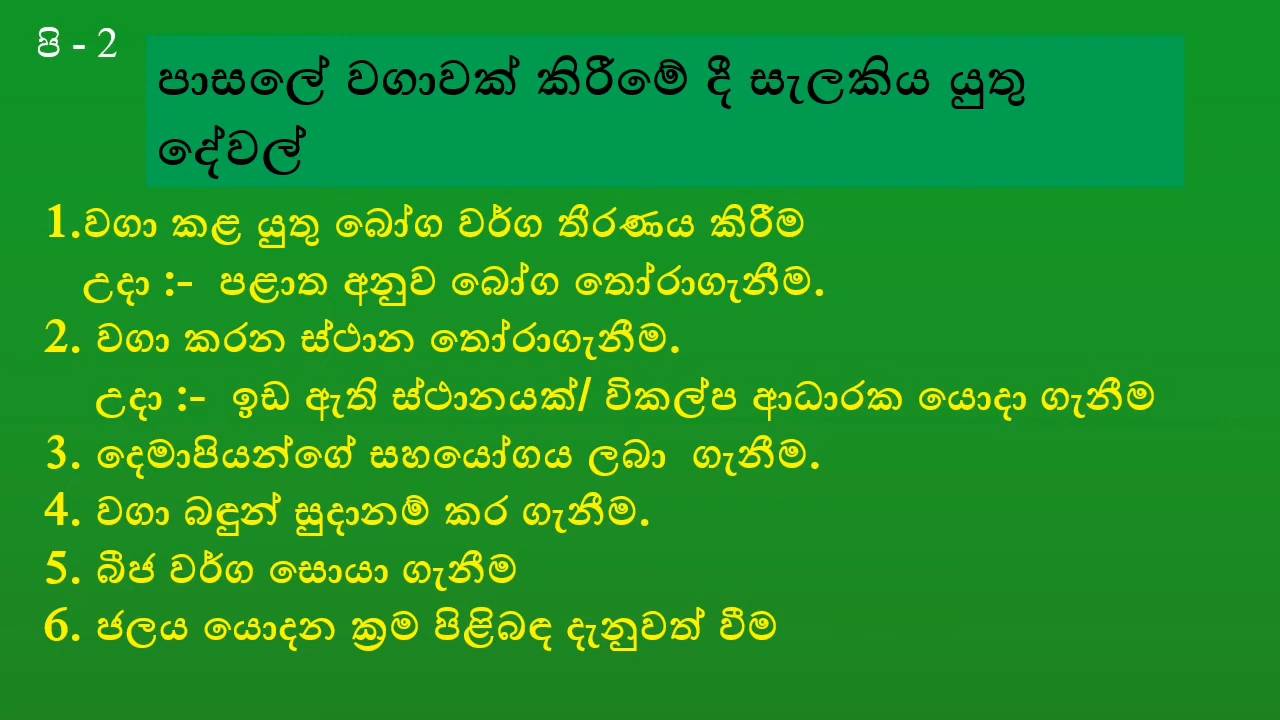 පි - 2
පාසලේ වගාවක් කිරීමේ දී සැලකිය යුතු
දේවල්
1.වගා කළ යුතු බෝග වර්ග තීරණය කිරීම
උදා :- පළාත අනුව බෝග තෝරාගැනීම.
2. වගා කරන ස්ථාන තෝරාගැනීම.
උදා :- ඉඩ ඇති ස්ථානයක්/ විකල්ප ආධාරක යොදා ගැනීම
3. දෙමාපියන්ගේ සහයෝගය ලබා ගැනීම.
4. වගා බඳුන් සුදානම් කර ගැනීම.
5. බීජ වර්ග සොයා ගැනීම
6. ජලය යොදන ක්‍රම පිළිබඳ දැනුවත් වීම